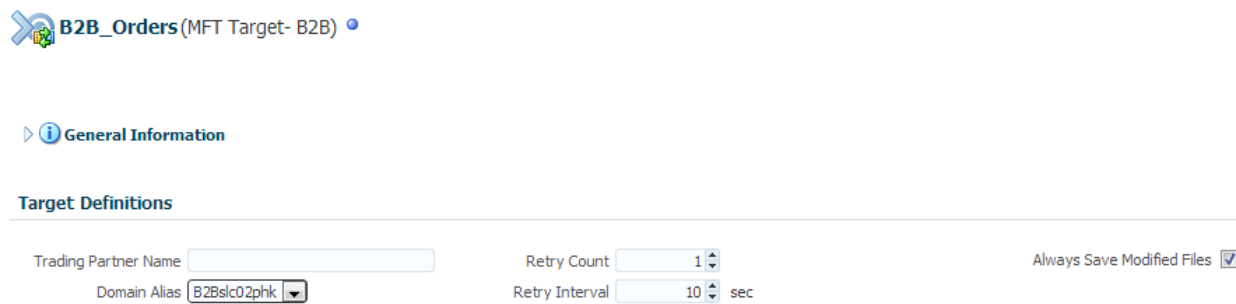 B2B_Orders (MFT Target- B2B)
General Information
Target Definitions
Trading Partner Name Retry Count 1 Always Save Modified Files
Domain Alias B2Bslc02phk Retry Interval 10 sec